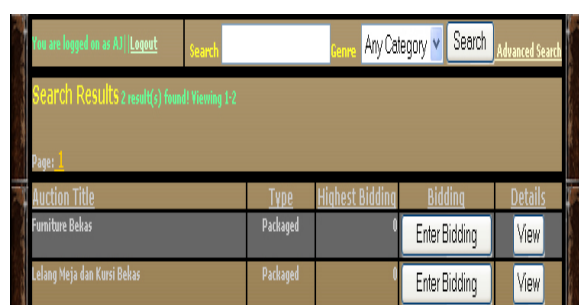 You are logged on as AJ||Logout Search Genre Any Category Search Advanced Search
Search Results 2 result(s) found! Viewing 1-2
Page: 1
Auction Title Type Highest Bidding Bidding Details
Furniture Bekas Packaged 0 Enter Bidding View
Lelang Meja dan Kursi Bekas Packaged 0 Enter Bidding View